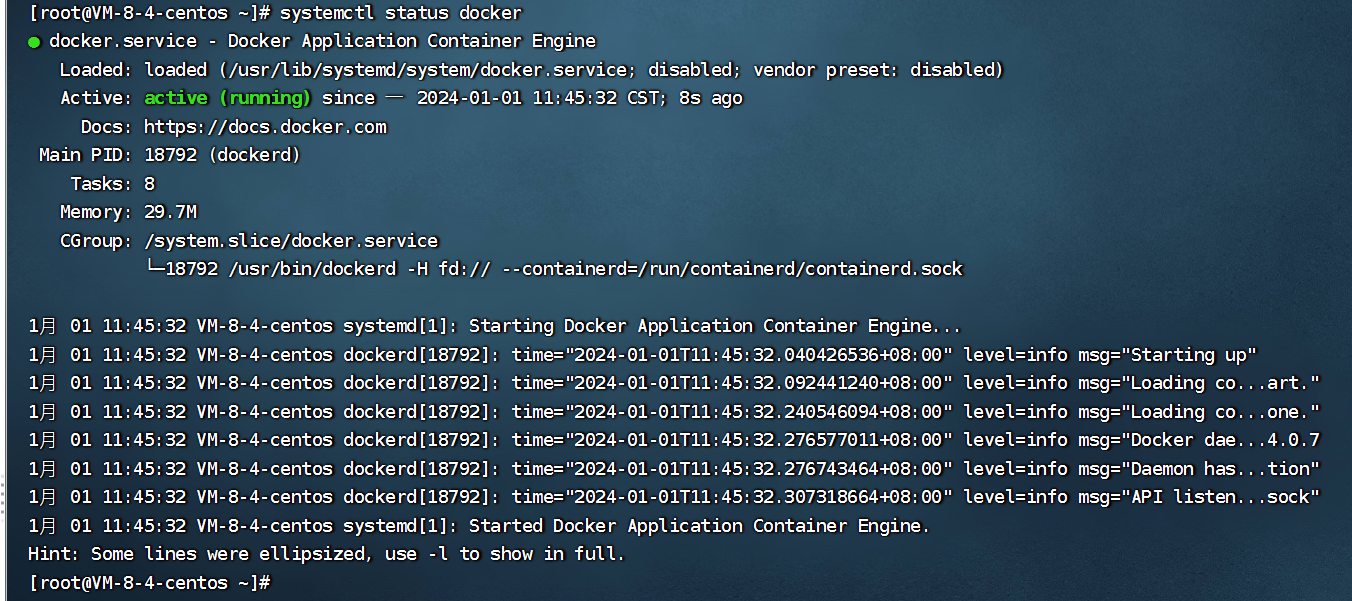 [root@VM-8-4-centos ~]# systemctl status docker
● docker.service - Docker Application Container Engine
   Loaded: loaded (/usr/lib/systemd/system/docker.service; disabled; vendor preset: disabled)
   Active: active (running) since 一 2024-01-01 11:45:32 CST; 8s ago
     Docs: https://docs.docker.com
 Main PID: 18792 (dockerd)
    Tasks: 8
   Memory: 29.7M
   CGroup: /system.slice/docker.service
           └─18792 /usr/bin/dockerd -H fd:// --containerd=/run/containerd/containerd.sock
1月 01 11:45:32 VM-8-4-centos systemd[1]: Starting Docker Application Container Engine...
1月 01 11:45:32 VM-8-4-centos dockerd[18792]: time="2024-01-01T11:45:32.040426536+08:00" level=info msg="Starting up"
1月 01 11:45:32 VM-8-4-centos dockerd[18792]: time="2024-01-01T11:45:32.092441240+08:00" level=info msg="Loading co...art."
1月 01 11:45:32 VM-8-4-centos dockerd[18792]: time="2024-01-01T11:45:32.240546094+08:00" level=info msg="Loading co...one."
1月 01 11:45:32 VM-8-4-centos dockerd[18792]: time="2024-01-01T11:45:32.276577011+08:00" level=info msg="Docker dae...4.0.7
1月 01 11:45:32 VM-8-4-centos dockerd[18792]: time="2024-01-01T11:45:32.276743464+08:00" level=info msg="Daemon has...tion"
1月 01 11:45:32 VM-8-4-centos dockerd[18792]: time="2024-01-01T11:45:32.307318664+08:00" level=info msg="API listen...sock"
1月 01 11:45:32 VM-8-4-centos systemd[1]: Started Docker Application Container Engine.
Hint: Some lines were ellipsized, use -l to show in full.
[root@VM-8-4-centos ~]#